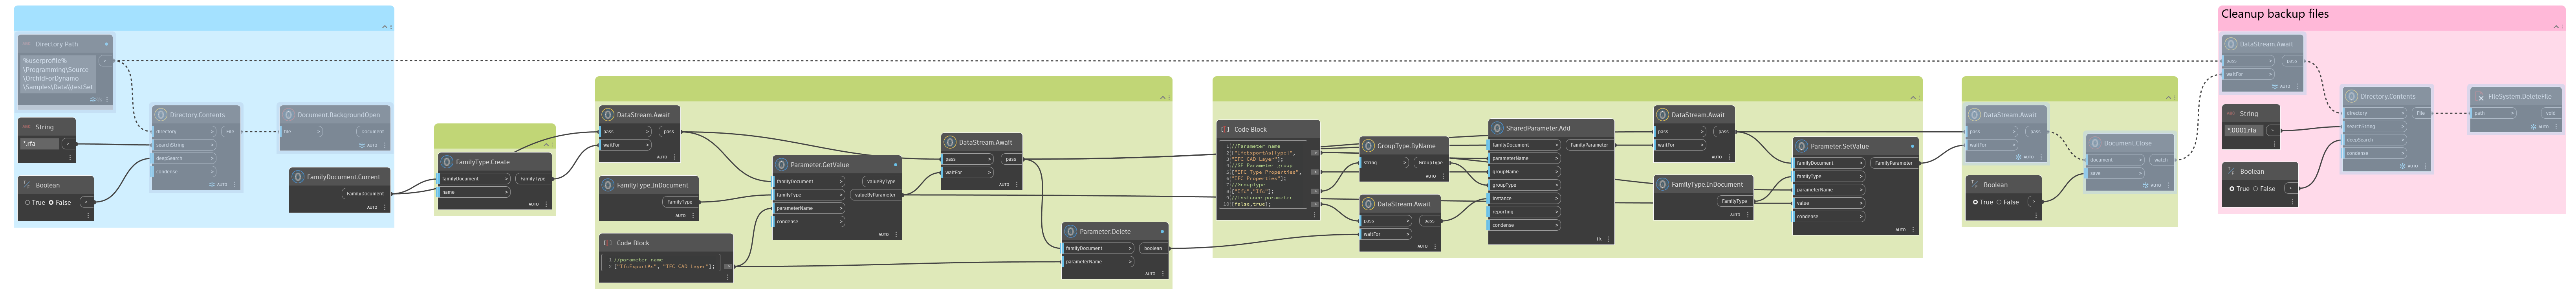 Directory Path
%userprofile%
\Programming\Source
\OrchidForDynamo
\Samples\Data\JtestSet
String
*.rfa
Boolean
True
False
Directory.Contents
directory
searchString
deepSearch
condense
File
AUTO
Document.BackgroundOpen
file
Document
AUTO
FamilyDocument.Current
FamilyDocument
AUTO
FamilyType.Create
familyDocument
name
FamilyType
AUTO
DataStream.Await
pass
waitFor
pass
AUTO
FamilyType.InDocument
FamilyType
AUTO
Code Block
1 //parameter name
2 ["IfcExportAs", "IFC CAD Layer"];
Parameter.GetValue
familyDocument
familyType
parameterName
condense
valueByType
valueByParameter
AUTO
DataStream.Await
pass
waitFor
pass
AUTO
Parameter.Delete
familyDocument
parameterName
boolean
AUTO
Code Block
1 //Parameter name
2 ["IfcExportAs[Type]",
3 "IFC CAD Layer"];
4 //SP Parameter group
5 ["IFC Type Properties",
6 "IFC Properties"];
7 //GroupType
8 ["Ifc","Ifc"];
9 //Instance parameter
10 [false,true];
GroupType.ByName
string
GroupType
AUTO
DataStream.Await
pass
waitFor
pass
AUTO
SharedParameter.Add
familyDocument
parameterName
groupName
groupType
instance
reporting
condense
FamilyParameter
DataStream.Await
pass
waitFor
pass
AUTO
FamilyType.InDocument
FamilyType
AUTO
Parameter.SetValue
familyDocument
familyType
parameterName
value
condense
FamilyParameter
AUTO
DataStream.Await
pass
waitFor
pass
AUTO
Boolean
True
False
Document.Close
document
save
watch
AUTO
Cleanup backup files
DataStream.Await
pass
waitFor
pass
AUTO
String
*.0001.rfa
Boolean
True
False
Directory.Contents
directory
searchString
deepSearch
condense
File
AUTO
FileSystem.DeleteFile
path
void
AUTO